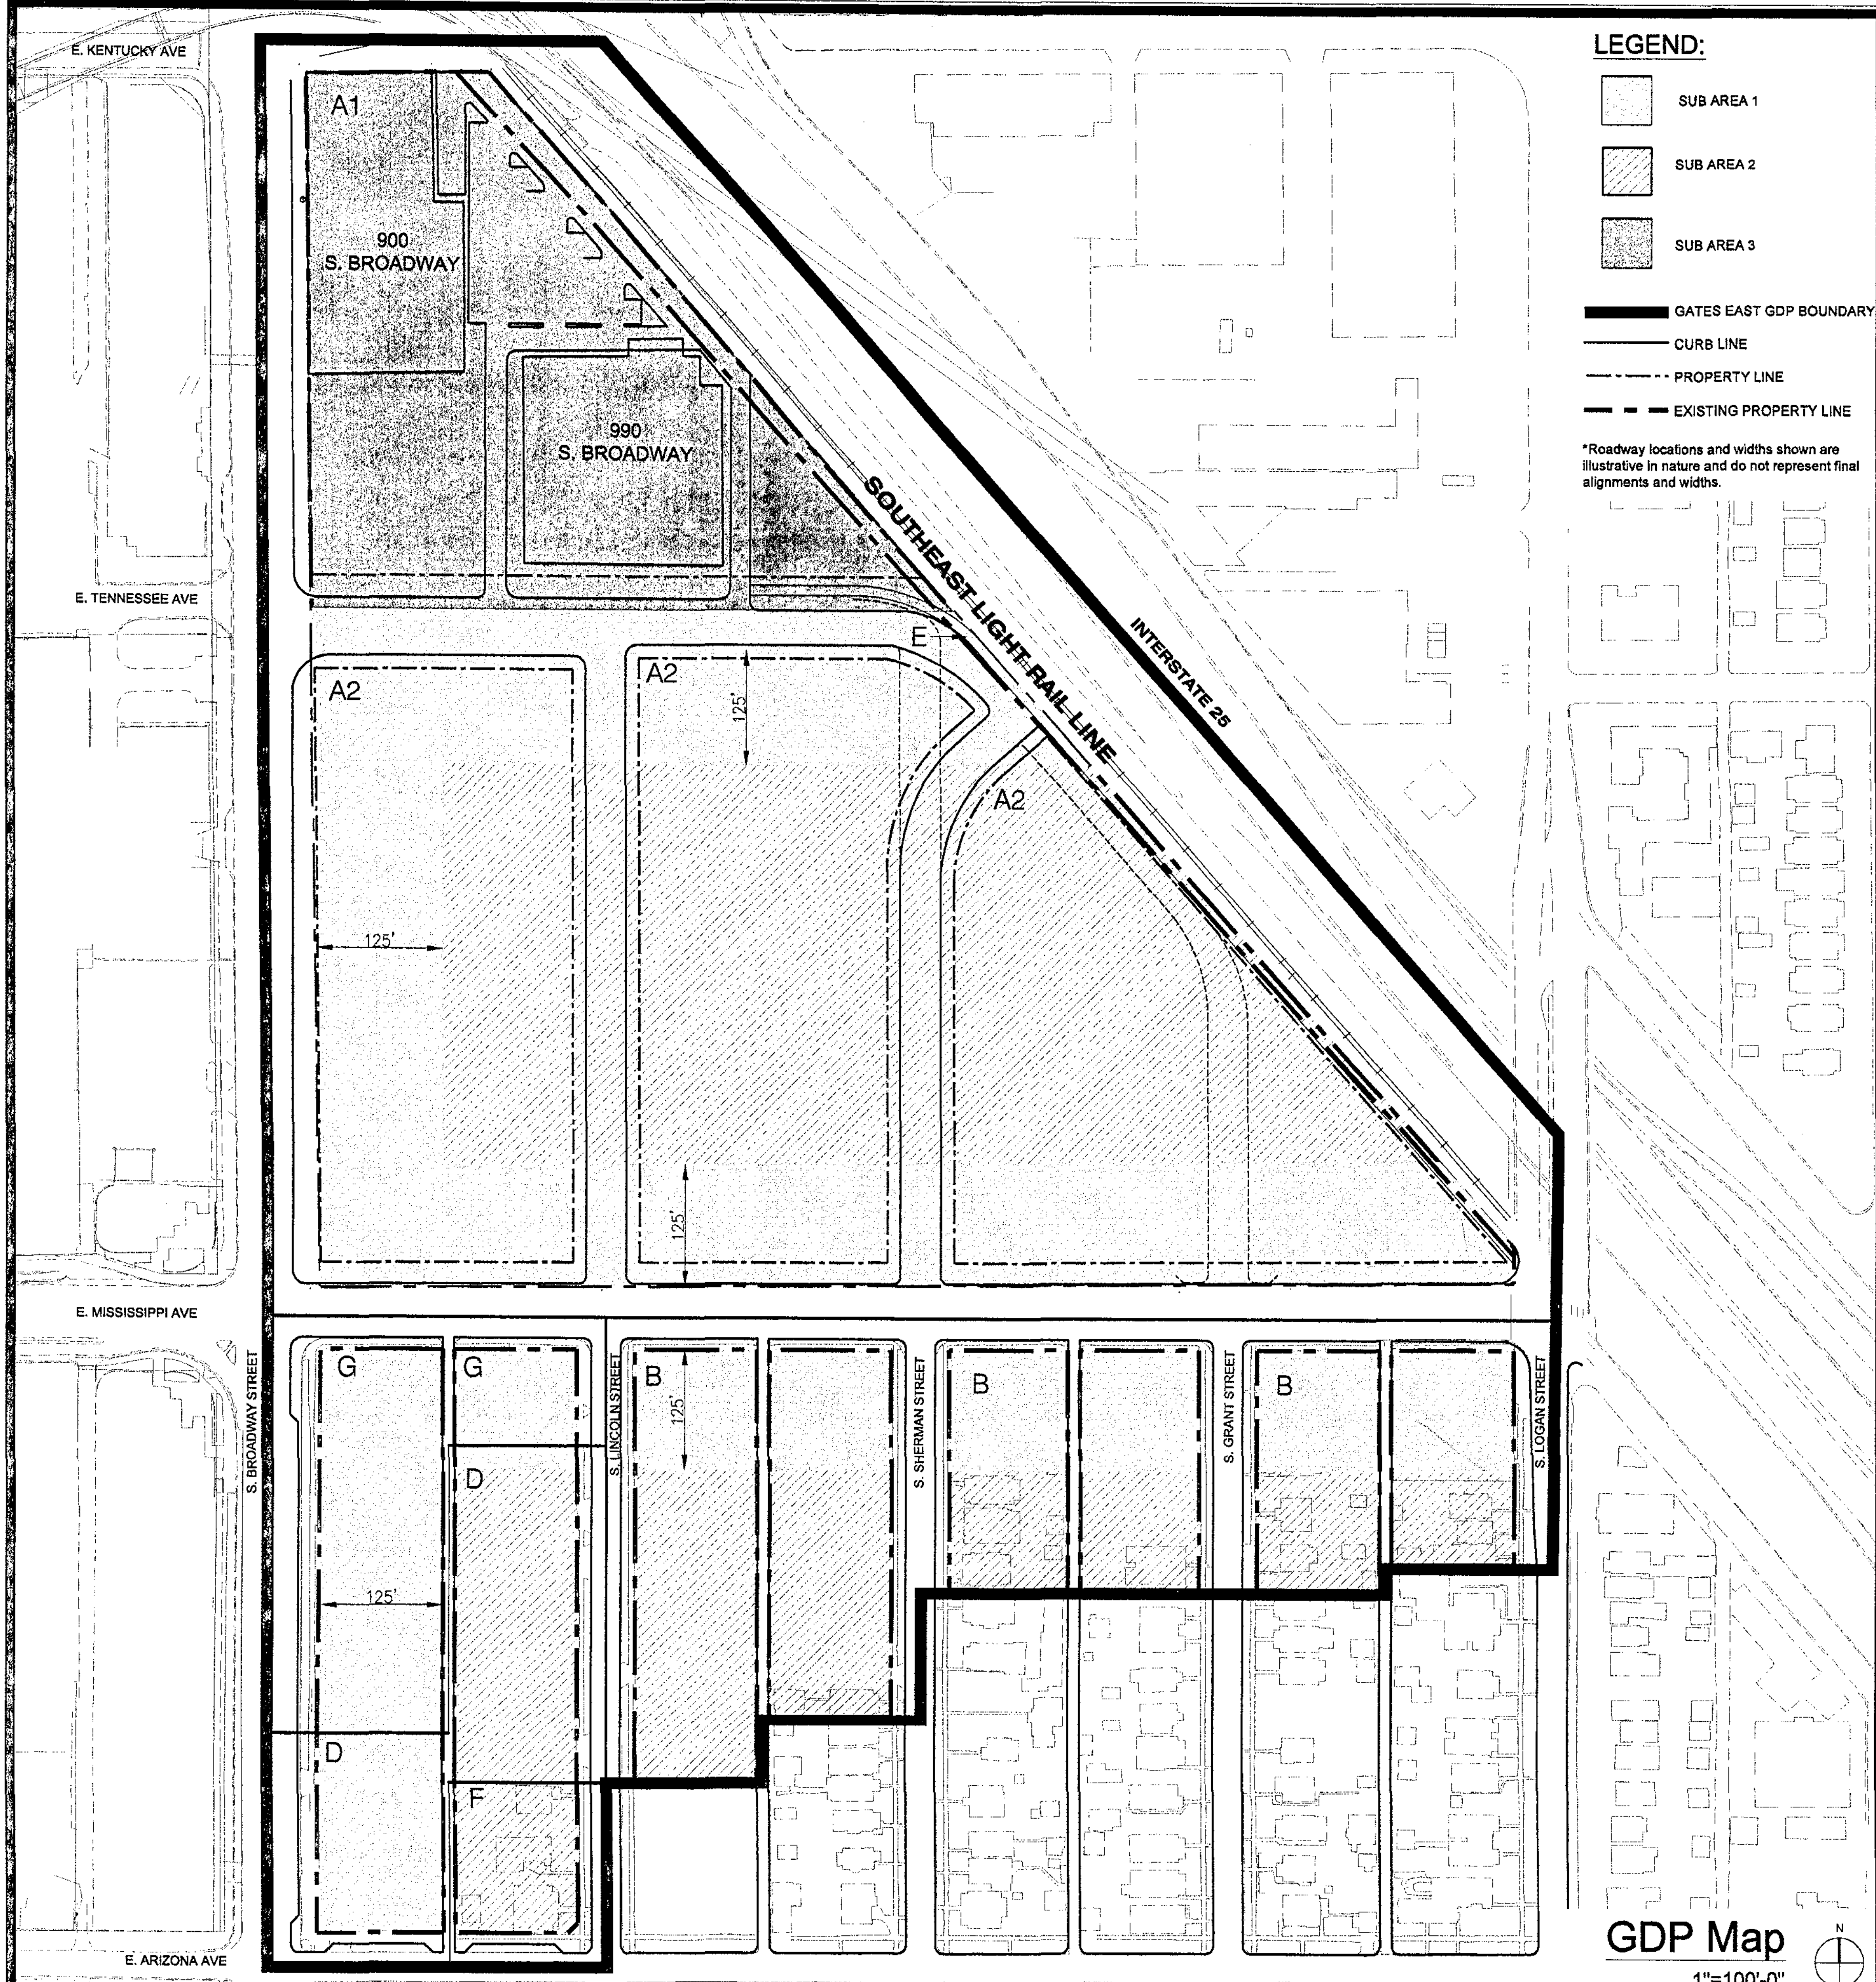 E. KENTUCKY AVE
LEGEND:
SUB AREA 1
SUB AREA 2
SUB AREA 3
GATES EAST GDP BOUNDARY
CURB LINE
PROPERTY LINE
EXISTING PROPERTY LINE
*Roadway locations and widths shown are
illustrative in nature and do not represent final
alignments and widths.
A1
900
S. BROADWAY
990
S. BROADWAY
SOUTHEAST LIGHT RAIL LINE
INTERSTATE 25
E. TENNESSEE AVE
E
A2
A2
125'
A2
125'
125'
E. MISSISSIPPI AVE
S. BROADWAY STREET
G
G
S. LINCOLN STREET
B
125'
S. SHERMAN STREET
B
S. GRANT STREET
B
S. LOGAN STREET
D
125'
D
F
E. ARIZONA AVE
GDP Map
N
1"=100'-0"